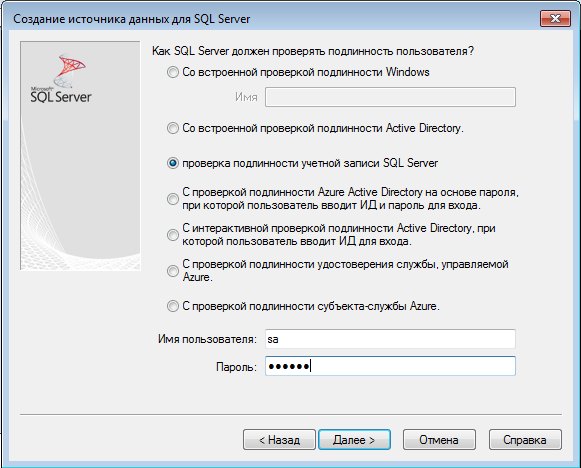 Создание источника данных для SQL Server
Microsoft
SQL Server
Как SQL Server должен проверять подлинность пользователя?
Со встроенной проверкой подлинности Windows
Имя
Со встроенной проверкой подлинности Active Directory.
проверка подлинности учетной записи SQL Server
С проверкой подлинности Azure Active Directory на основе пароля,
при которой пользователь вводит ИД и пароль для входа.
С интерактивной проверкой подлинности Active Directory, при
которой пользователь вводит ИД для входа.
С проверкой подлинности удостоверения службы, управляемой
Azure.
С проверкой подлинности субъекта-службы Azure.
Имя пользователя: sa
Пароль: ●●●●●●
< Назад Далее > Отмена Справка